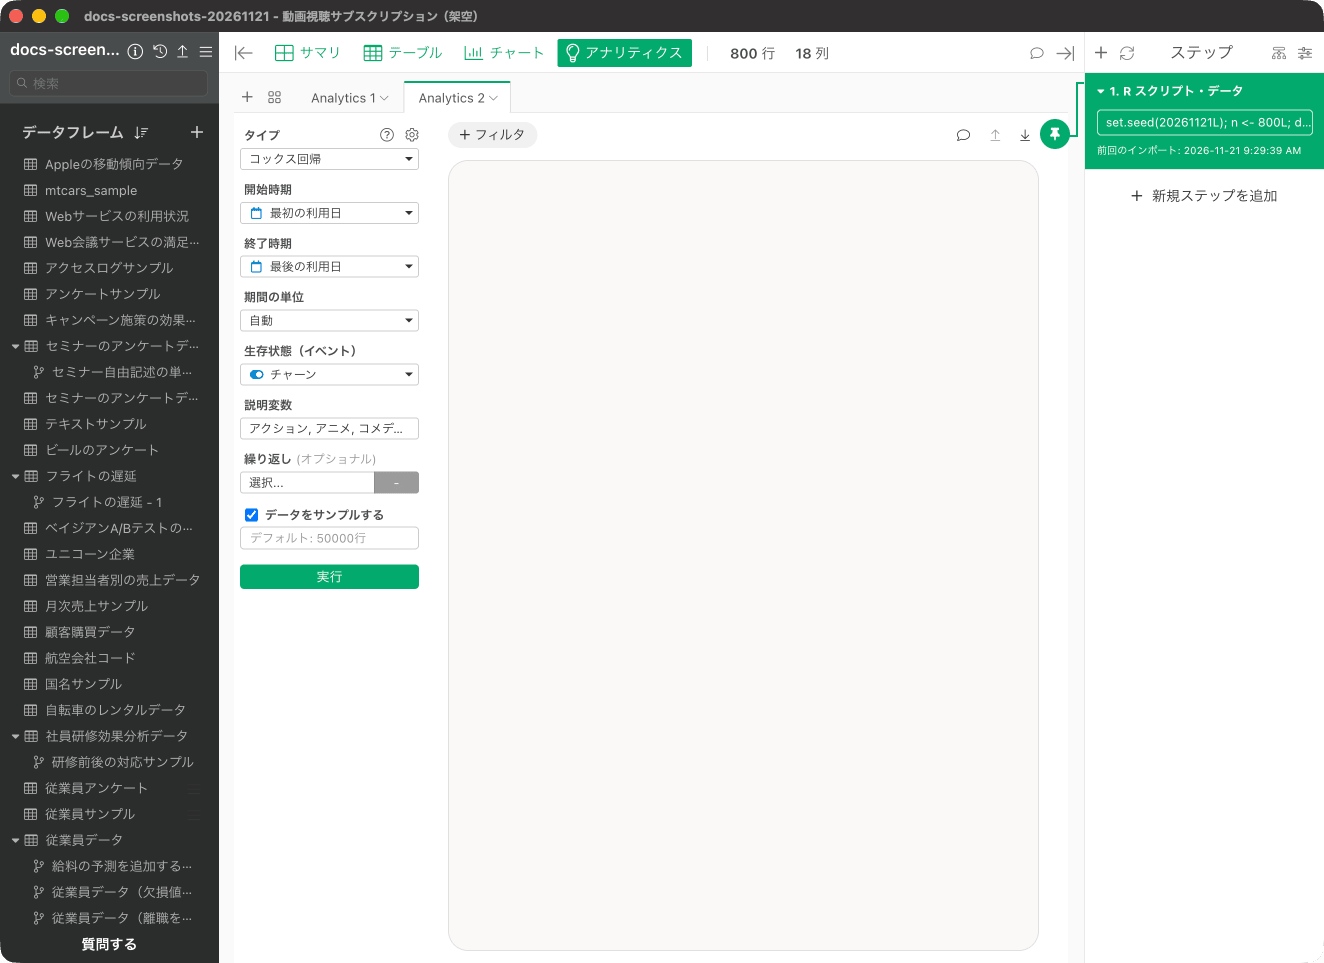 docs-screenshots-20261121 - 動画視聴サブスクリプション（架空）
docs-screen...
検索
データフレーム
Appleの移動傾向データ
mtcars_sample
Webサービスの利用状況
Web会議サービスの満足…
アクセスログサンプル
アンケートサンプル
キャンペーン施策の効果…
セミナーのアンケートデ…
セミナー自由記述の単…
セミナーのアンケートデ…
テキストサンプル
ビールのアンケート
フライトの遅延
フライトの遅延 - 1
ベイジアンA/Bテストの…
ユニコーン企業
営業担当者別の売上データ
月次売上サンプル
顧客購買データ
航空会社コード
国名サンプル
自転車のレンタルデータ
社員研修効果分析データ
研修前後の対応サンプル
従業員アンケート
従業員サンプル
従業員データ
給料の予測を追加する…
従業員データ（欠損値…
従業員データ（離職を…
質問する
サマリ
テーブル
チャート
アナリティクス
800 行
18 列
Analytics 1
Analytics 2
タイプ
コックス回帰
開始時期
最初の利用日
終了時期
最後の利用日
期間の単位
自動
生存状態（イベント）
チャーン
説明変数
アクション, アニメ, コメデ...
繰り返し (オプショナル)
選択...
-
データをサンプルする
デフォルト: 50000行
実行
+ フィルタ
ステップ
1. R スクリプト・データ
set.seed(20261121L); n <- 800L; d...
前回のインポート: 2026-11-21 9:29:39 AM
+ 新規ステップを追加